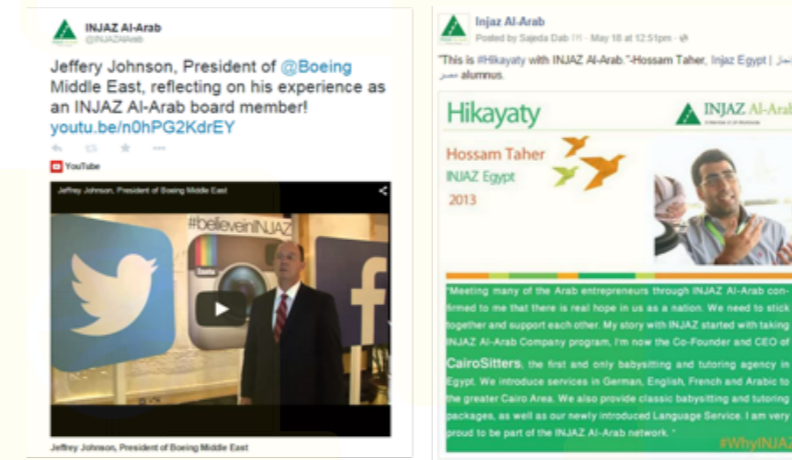 INJAZ Al-Arab
@INJAZAlArab
Jeffery Johnson, President of @Boeing
Middle East, reflecting on his experience as
an INJAZ Al-Arab board member!
youtu.be/n0hPG2KdrEY
YouTube
Jeffrey Johnson, President of Boeing Middle East
#believeinINJAZ
Insta
Jeffrey Johnson, President of Boeing Middle East
Injaz Al-Arab
Posted by Sajeda Dab · May 18 at 12:51pm
"This is #Hikayaty with INJAZ Al-Arab."-Hossam Taher, Injaz Egypt | إنجاز
مصر alumnus.
Hikayaty
INJAZ Al-Arab
Hossam Taher
INJAZ Egypt
2013
"Meeting many of the Arab entrepreneurs through INJAZ Al-Arab con-
firmed to me that there is real hope in us as a nation. We need to stick
together and support each other. My story with INJAZ started with taking
INJAZ Al-Arab Company program, I'm now the Co-Founder and CEO of
CairoSitters, the first and only babysitting and tutoring agency in
Egypt. We introduce services in German, English, French and Arabic to
the greater Cairo Area. We also provide classic babysitting and tutoring
packages, as well as our newly introduced Language Service. I am very
proud to be part of the INJAZ Al-Arab network. "
#WhyINJAZ